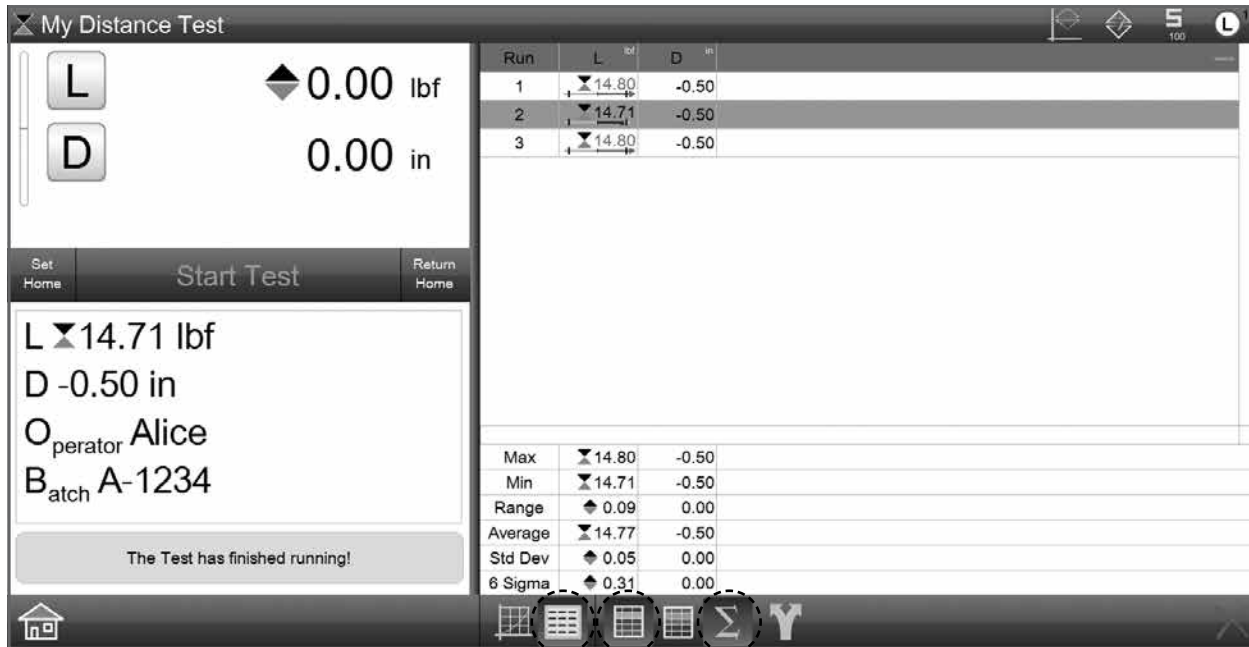 My Distance Test
5
100
L
L
0.00 lbf
D
0.00 in
Set Home
Start Test
Return Home
L 14.71 lbf
D -0.50 in
Operator Alice
Batch A-1234
The Test has finished running!
Run L lbf D in
1 14.80 -0.50
2 14.71 -0.50
3 14.80 -0.50
Max 14.80 -0.50
Min 14.71 -0.50
Range 0.09 0.00
Average 14.77 -0.50
Std Dev 0.05 0.00
6 Sigma 0.31 0.00
Σ